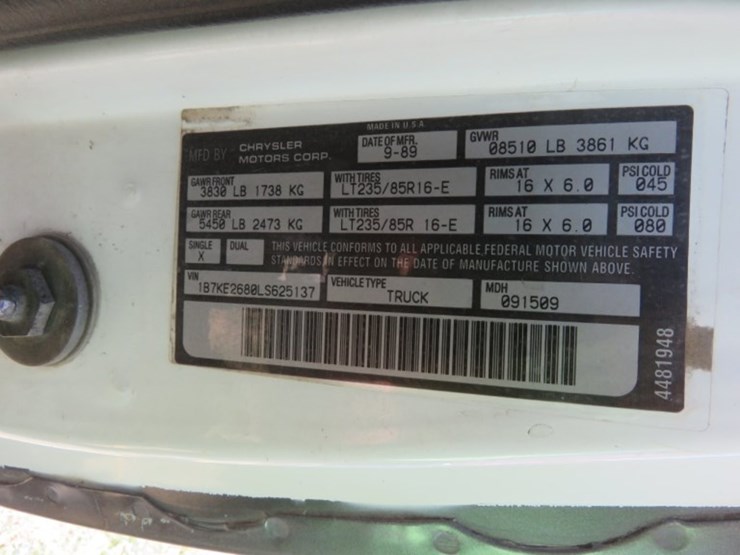 MADE IN U S A
MFD BY CHRYSLER MOTORS CORP.
DATE OF MFR. 9-89
GVWR 08510 LB 3861 KG
GAWR FRONT 3830 LB 1738 KG
WITH TIRES LT235/85R16-E
RIMS AT 16 X 6.0
PSI COLD 045
GAWR REAR 5450 LB 2473 KG
WITH TIRES LT235/85R 16-E
RIMS AT 16 X 6.0
PSI COLD 080
SINGLE X
DUAL
THIS VEHICLE CONFORMS TO ALL APPLICABLE FEDERAL MOTOR VEHICLE SAFETY
STANDARDS IN EFFECT ON THE DATE OF MANUFACTURE SHOWN ABOVE.
VIN 1B7KE2680LS625137
VEHICLE TYPE TRUCK
MDH 091509
4481948